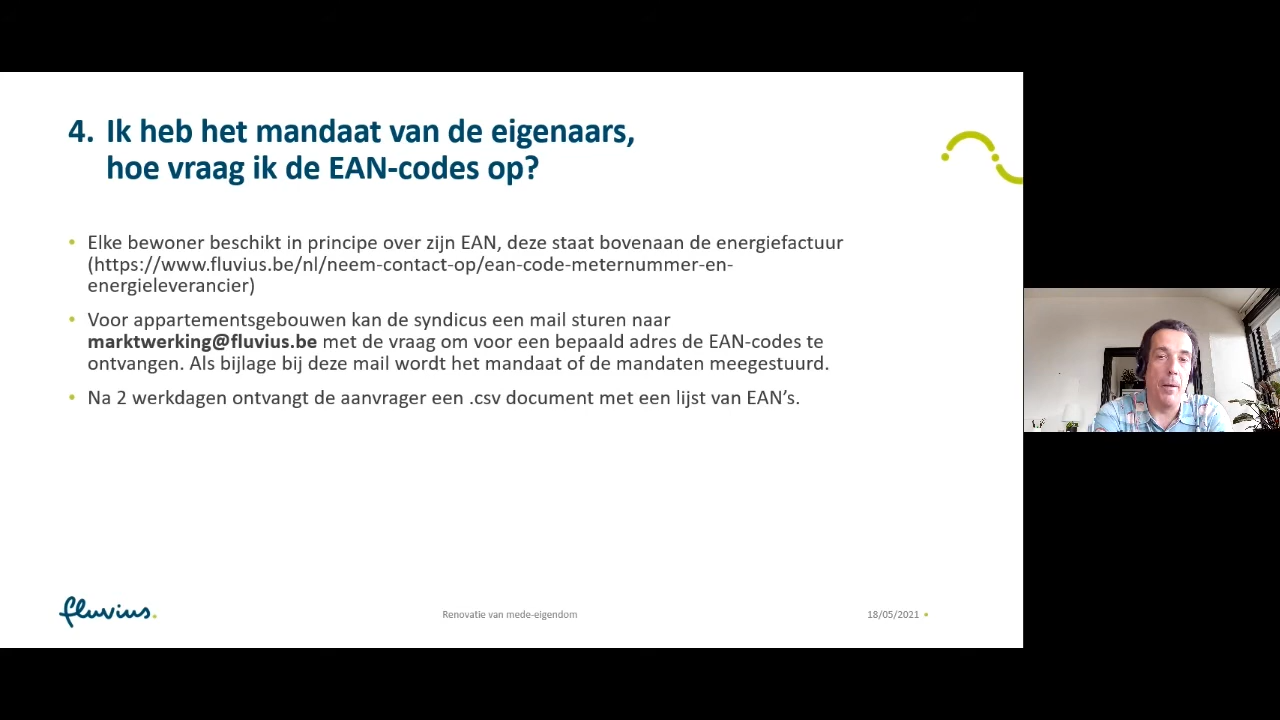 4. Ik heb het mandaat van de eigenaars,
hoe vraag ik de EAN-codes op?
• Elke bewoner beschikt in principe over zijn EAN, deze staat bovenaan de energiefactuur
(https://www.fluvius.be/nl/neem-contact-op/ean-code-meternummer-en-
energieleverancier)
• Voor appartementsgebouwen kan de syndicus een mail sturen naar
marktwerking@fluvius.be met de vraag om voor een bepaald adres de EAN-codes te
ontvangen. Als bijlage bij deze mail wordt het mandaat of de mandaten meegestuurd.
• Na 2 werkdagen ontvangt de aanvrager een .csv document met een lijst van EAN’s.
fluvius.
Renovatie van mede-eigendom
18/05/2021